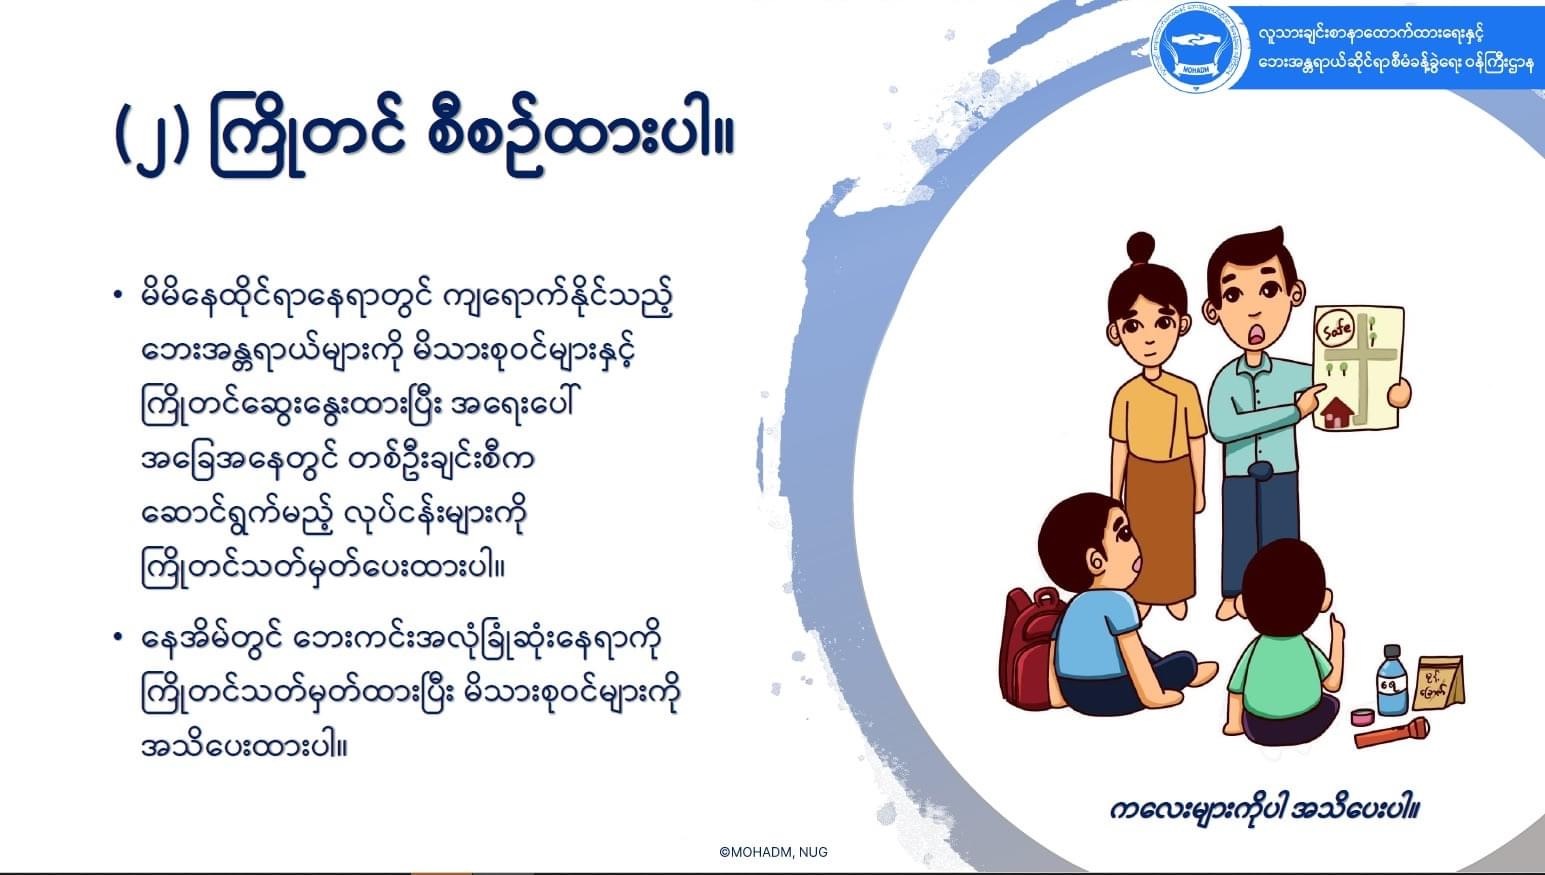 လူသားချင်းစာနာထောက်ထားရေးနှင့်
ဘေးအန္တရာယ်ဆိုင်ရာစီမံခန့်ခွဲရေး ဝန်ကြီးဌာန
MOHADM
(၂) ကြိုတင် စီစဉ်ထားပါ။
• မိမိနေထိုင်ရာနေရာတွင် ကျရောက်နိုင်သည့်
ဘေးအန္တရာယ်များကို မိသားစုဝင်များနှင့်
ကြိုတင်ဆွေးနွေးထားပြီး အရေးပေါ်
အခြေအနေတွင် တစ်ဦးချင်းစီက
ဆောင်ရွက်မည့် လုပ်ငန်းများကို
ကြိုတင်သတ်မှတ်ပေးထားပါ။
• နေအိမ်တွင် ဘေးကင်းအလုံခြုံဆုံးနေရာကို
ကြိုတင်သတ်မှတ်ထားပြီး မိသားစုဝင်များကို
အသိပေးထားပါ။
Safe
ရေ
မုန့်
ခြောက်
ကလေးများကိုပါ အသိပေးပါ။
©MOHADM, NUG